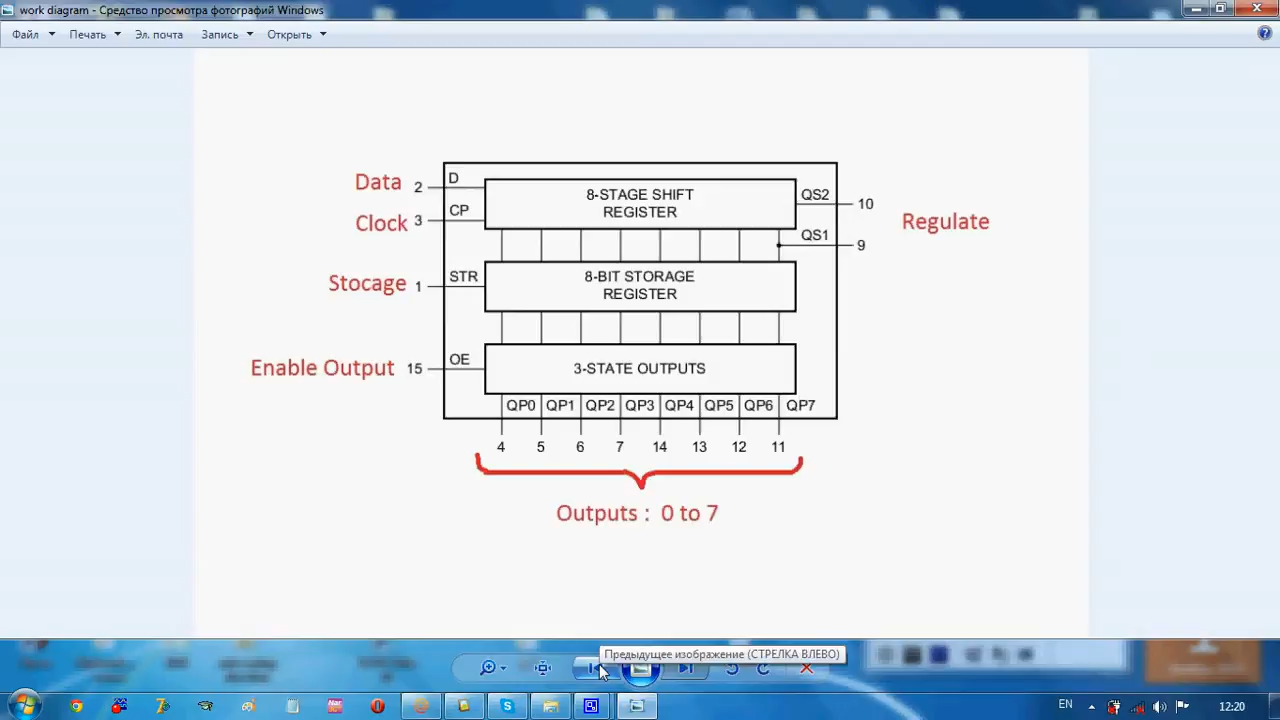 work diagram - Средство просмотра фотографий Windows
Файл Печать Эл. почта Запись Открыть
Data 2 D
8-STAGE SHIFT
REGISTER
QS2 10
Clock 3 CP
Regulate
QS1 9
Stocage 1 STR
8-BIT STORAGE
REGISTER
Enable Output 15 OE
3-STATE OUTPUTS
QP0 QP1 QP2 QP3 QP4 QP5 QP6 QP7
4 5 6 7 14 13 12 11
Outputs : 0 to 7
Предыдущее изображение (СТРЕЛКА ВЛЕВО)
EN 12:20